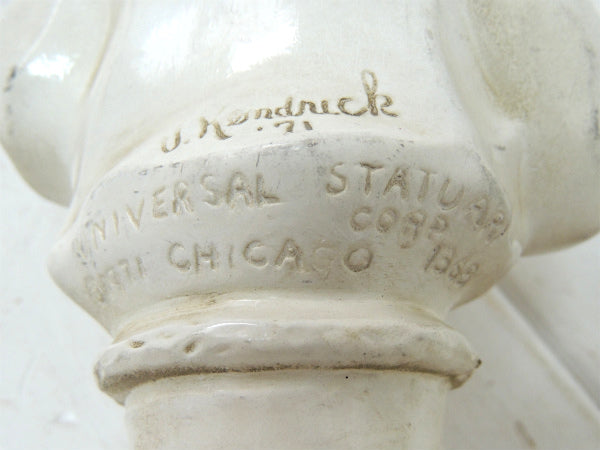 J. Kendrick
'71
UNIVERSAL STATUARY
CORP
CHICAGO